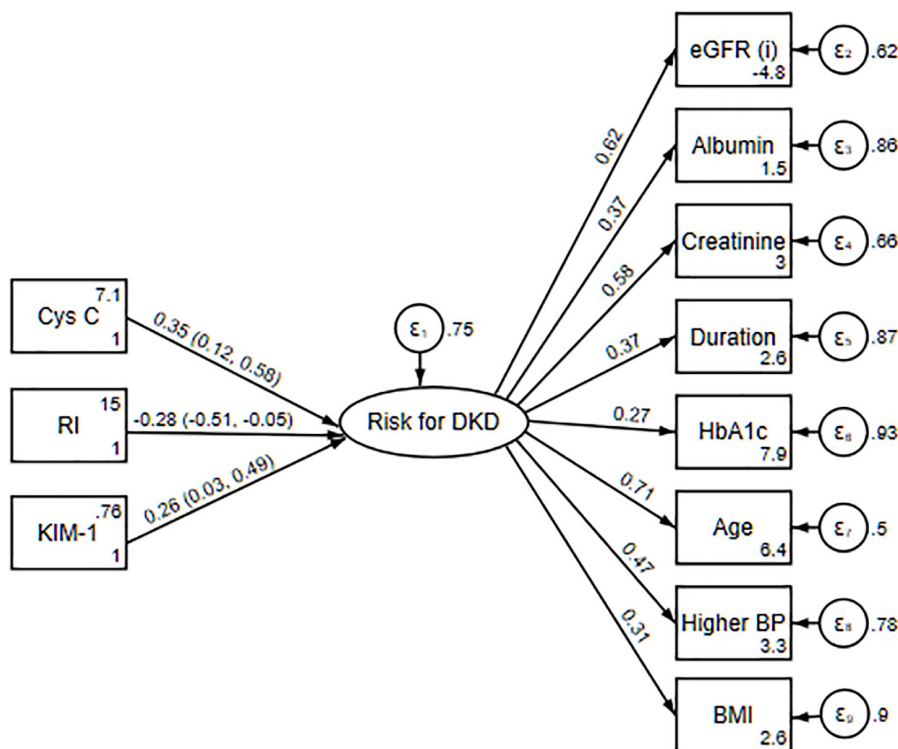 eGFR (i)
-4.8
ε₂ .62
Albumin
1.5
ε₃ .86
Creatinine
3
ε₄ .66
Duration
2.6
ε₅ .87
HbA1c
7.9
ε₆ .93
Age
6.4
ε₇ .5
Higher BP
3.3
ε₈ .78
BMI
2.6
ε₉ .9
0.62
0.37
0.58
0.37
0.27
0.71
0.47
0.31
7.1
Cys C
1
15
RI
1
.76
KIM-1
1
0.35 (0.12, 0.58)
-0.28 (-0.51, -0.05)
0.26 (0.03, 0.49)
ε₁ .75
Risk for DKD